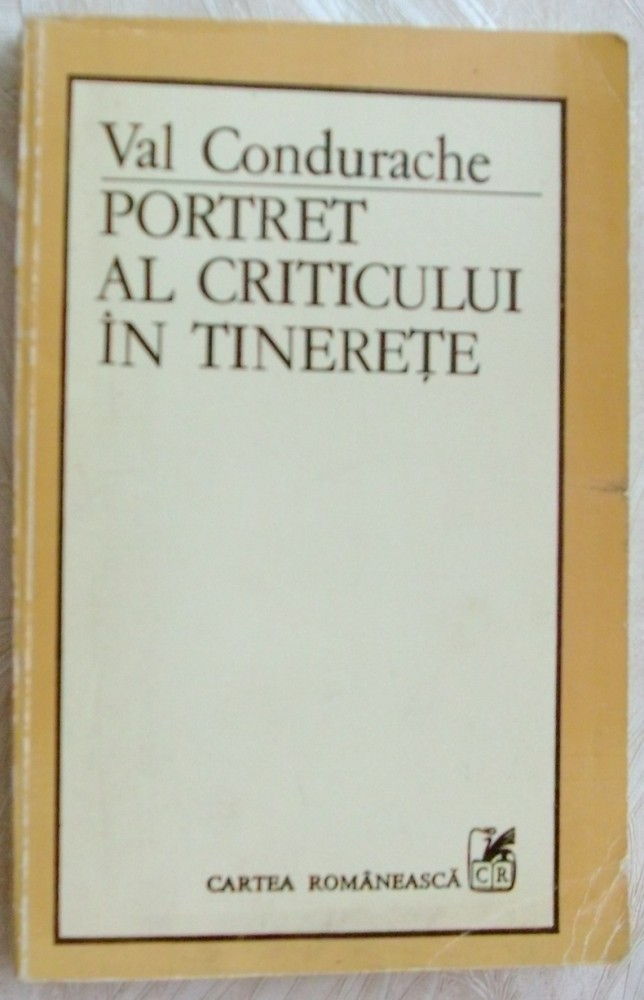 Val Condurache
PORTRET
AL CRITICULUI
ÎN TINEREȚE
CARTEA ROMÂNEASCĂ
CR